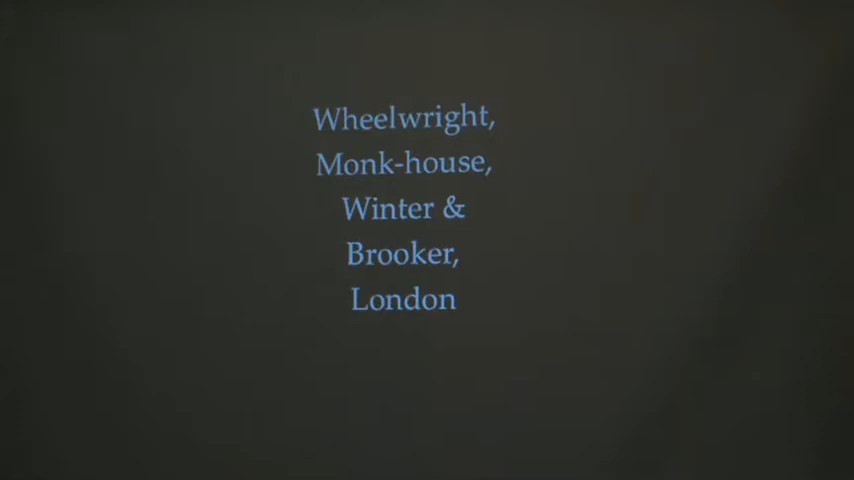 Wheelwright,
Monk-house,
Winter &
Brooker,
London